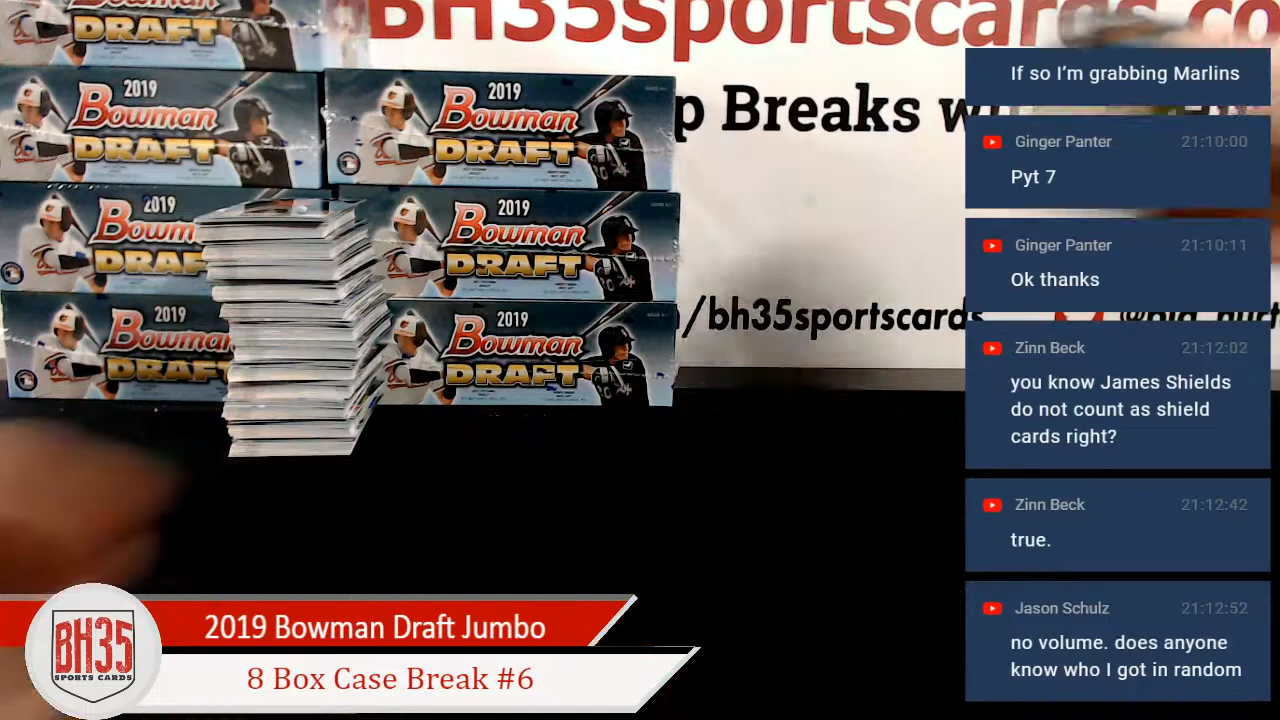 BH35sportscards.co
p Breaks w
/bh35sportscards
DRAFT
2019
Bowman
DRAFT
2019
Bowman
DRAFT
2019
Bowm
DRAF
2019
Bowman
DRAFT
2019
Bowman
DRAFT
2019
Bowman
DRAFT
If so I’m grabbing Marlins
Ginger Panter 21:10:00
Pyt 7
Ginger Panter 21:10:11
Ok thanks
Zinn Beck 21:12:02
you know James Shields
do not count as shield
cards right?
Zinn Beck 21:12:42
true.
Jason Schulz 21:12:52
no volume. does anyone
know who I got in random
BH35
SPORTS CARDS
2019 Bowman Draft Jumbo
8 Box Case Break #6